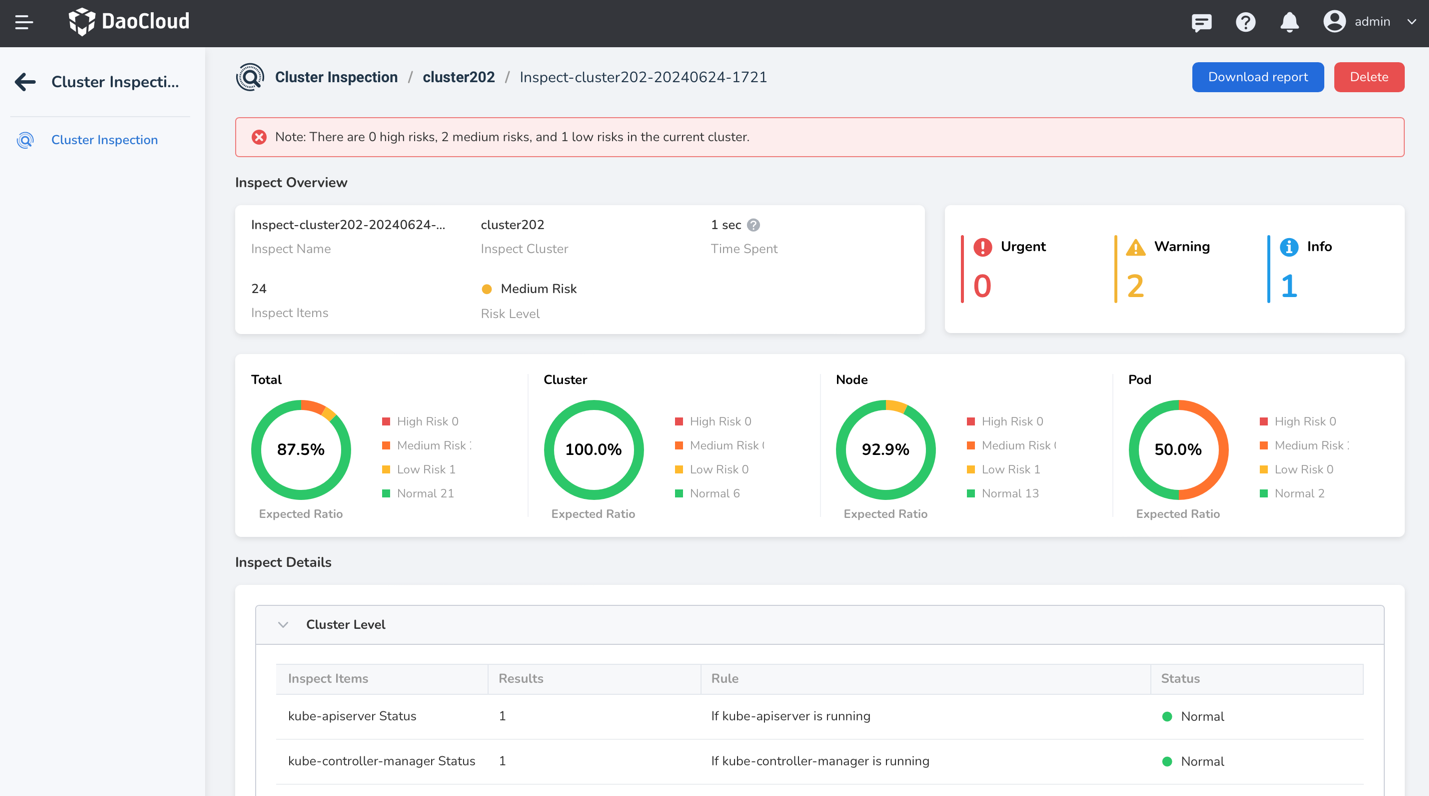 DaoCloud
admin
Cluster Inspecti...
Cluster Inspection
Cluster Inspection / cluster202 / Inspect-cluster202-20240624-1721
Download report
Delete
Note: There are 0 high risks, 2 medium risks, and 1 low risks in the current cluster.
Inspect Overview
Inspect-cluster202-20240624-...
Inspect Name
cluster202
Inspect Cluster
1 sec
Time Spent
24
Inspect Items
Medium Risk
Risk Level
Urgent
0
Warning
2
Info
1
Total
87.5%
Expected Ratio
High Risk 0
Medium Risk
Low Risk 1
Normal 21
Cluster
100.0%
Expected Ratio
High Risk 0
Medium Risk
Low Risk 0
Normal 6
Node
92.9%
Expected Ratio
High Risk 0
Medium Risk
Low Risk 1
Normal 13
Pod
50.0%
Expected Ratio
High Risk 0
Medium Risk
Low Risk 0
Normal 2
Inspect Details
Cluster Level
Inspect Items Results Rule Status
kube-apiserver Status 1 If kube-apiserver is running Normal
kube-controller-manager Status 1 If kube-controller-manager is running Normal